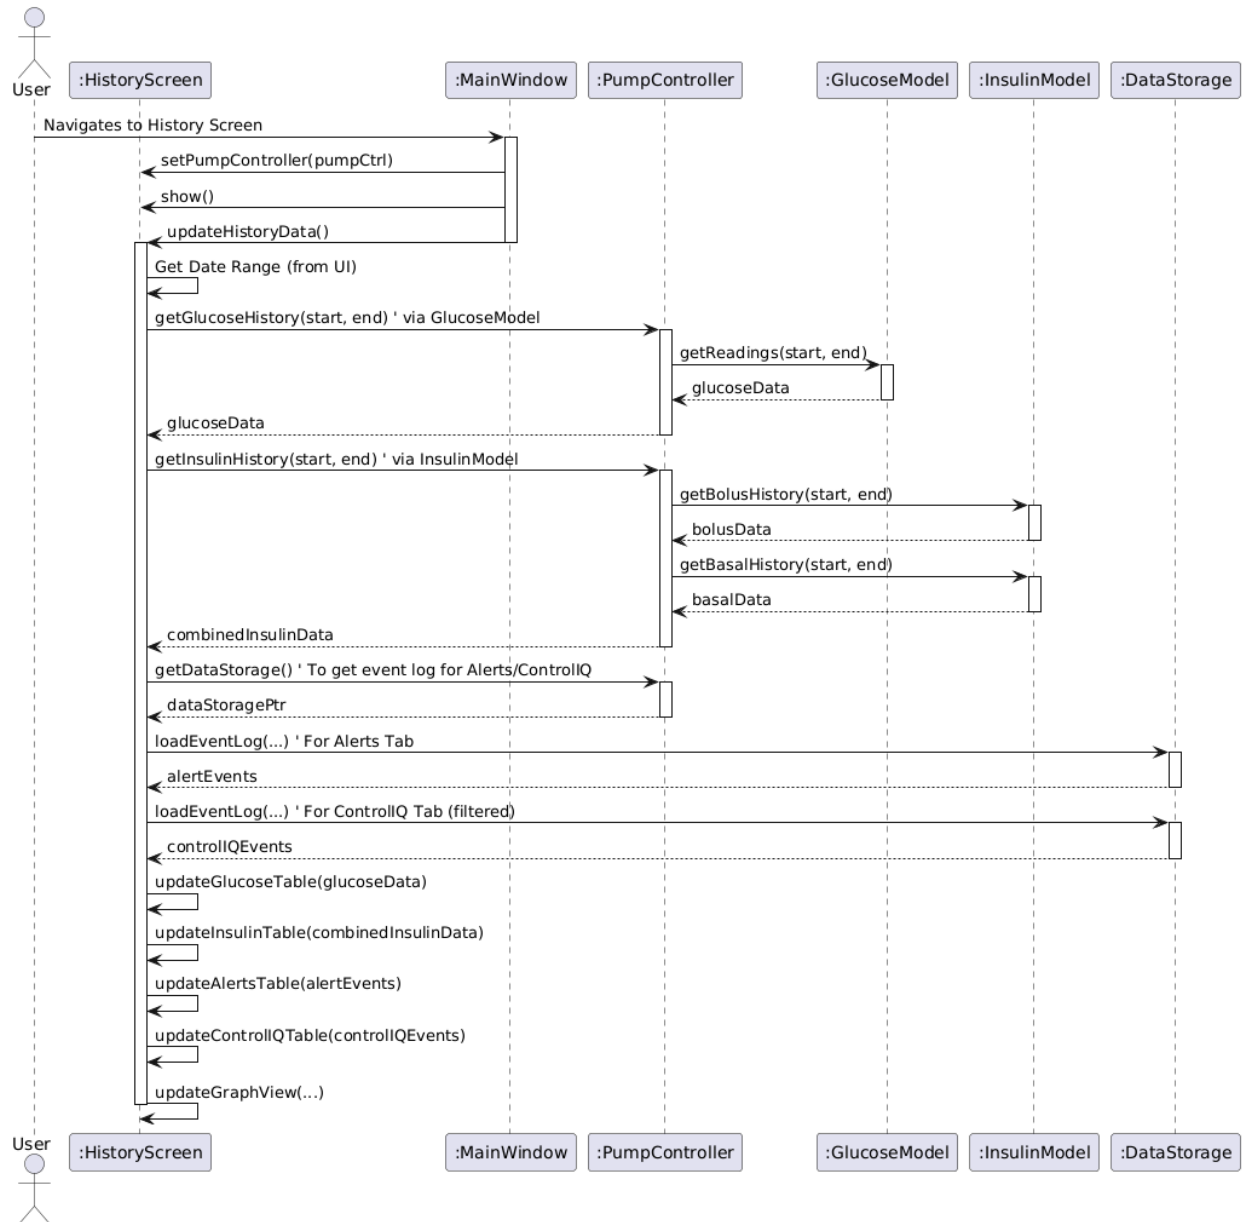 User
:HistoryScreen
:MainWindow
:PumpController
:GlucoseModel
:InsulinModel
:DataStorage
Navigates to History Screen
setPumpController(pumpCtrl)
show()
updateHistoryData()
Get Date Range (from UI)
getGlucoseHistory(start, end) ' via GlucoseModel
getReadings(start, end)
glucoseData
glucoseData
getInsulinHistory(start, end) ' via InsulinModel
getBolusHistory(start, end)
bolusData
getBasalHistory(start, end)
basalData
combinedInsulinData
getDataStorage() ' To get event log for Alerts/ControlIQ
dataStoragePtr
loadEventLog(...) ' For Alerts Tab
alertEvents
loadEventLog(...) ' For ControlIQ Tab (filtered)
controlIQEvents
updateGlucoseTable(glucoseData)
updateInsulinTable(combinedInsulinData)
updateAlertsTable(alertEvents)
updateControlIQTable(controlIQEvents)
updateGraphView(...)
User
:HistoryScreen
:MainWindow
:PumpController
:GlucoseModel
:InsulinModel
:DataStorage